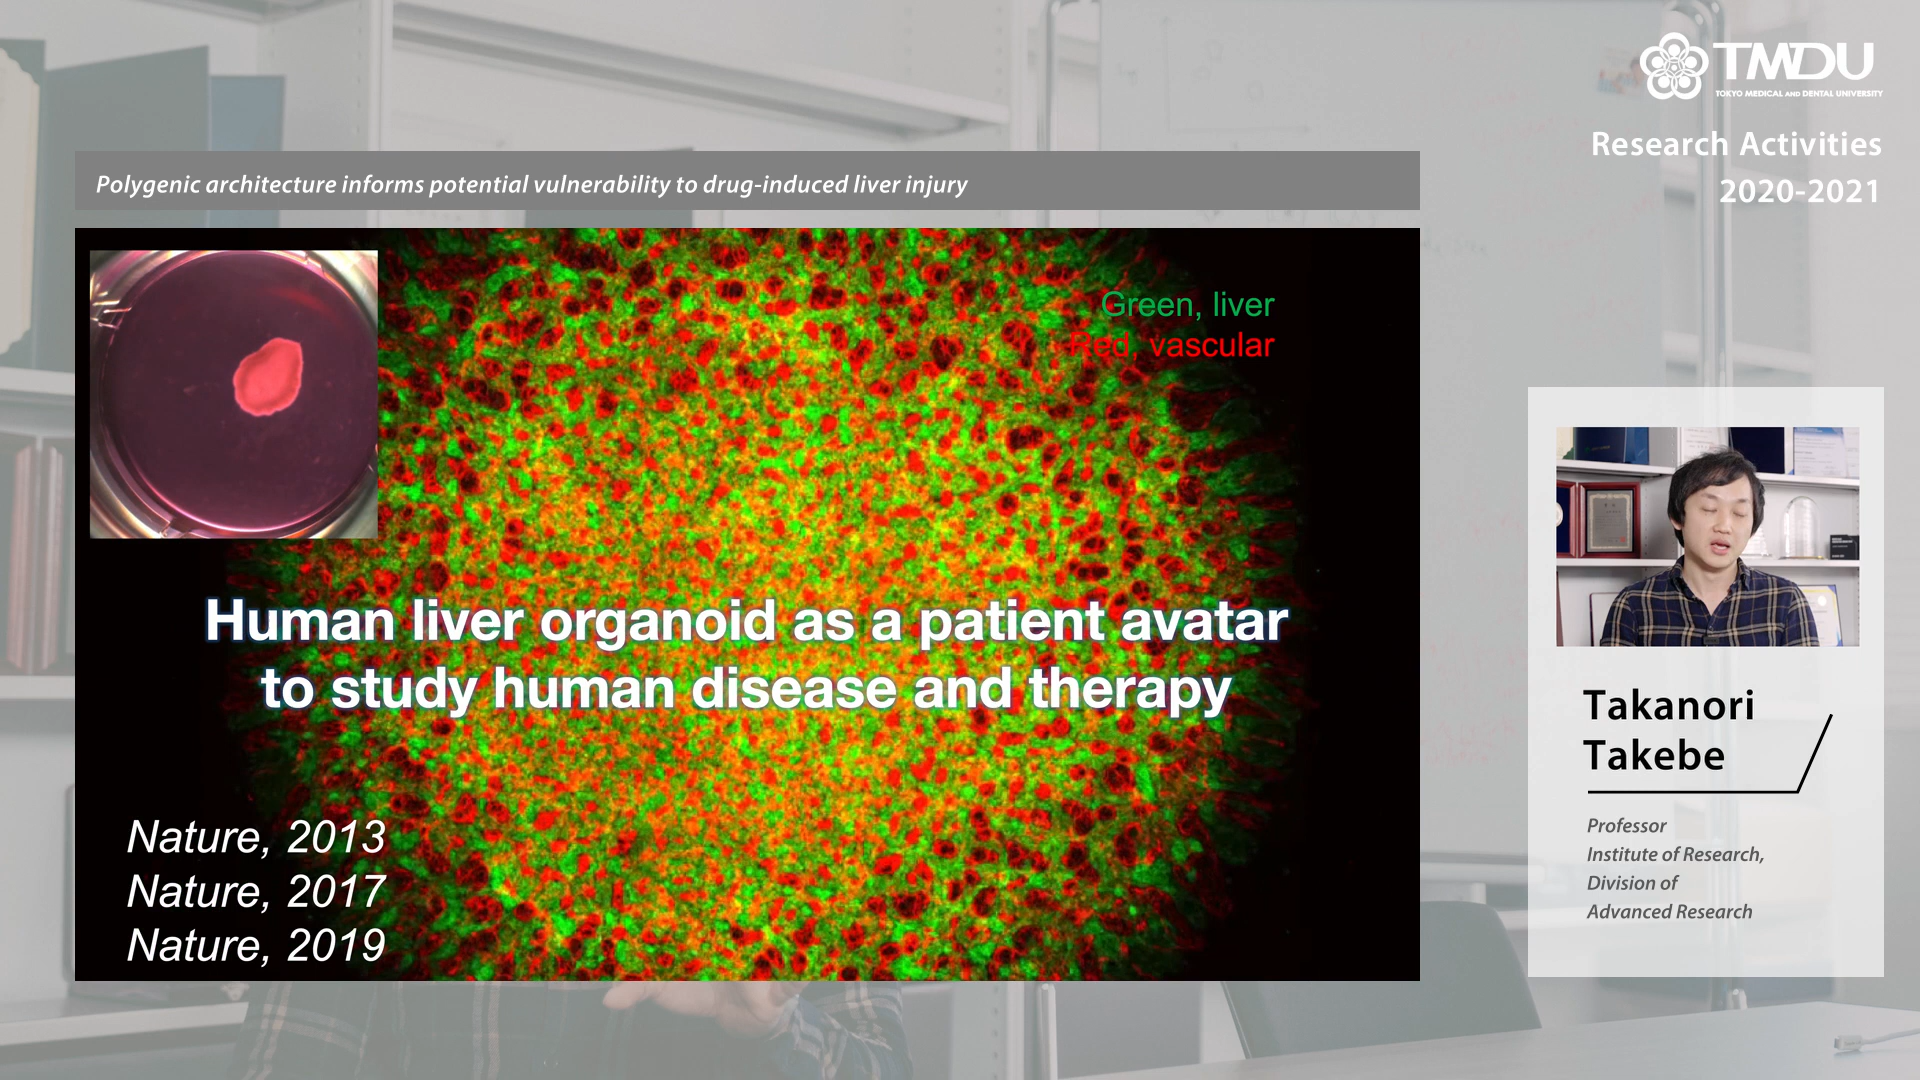 TMDU
TOKYO MEDICAL AND DENTAL UNIVERSITY
Research Activities
2020-2021
Polygenic architecture informs potential vulnerability to drug-induced liver injury
Green, liver
Red, vascular
Human liver organoid as a patient avatar
to study human disease and therapy
Nature, 2013
Nature, 2017
Nature, 2019
Takanori
Takebe
Professor
Institute of Research,
Division of
Advanced Research